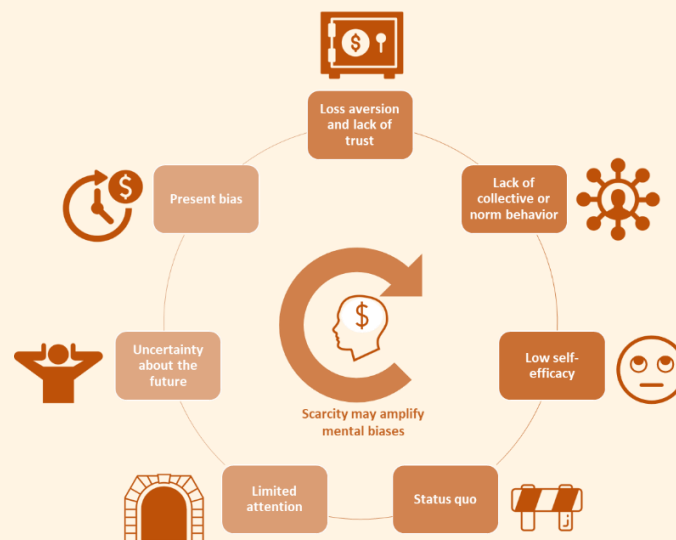 $
Loss aversion
and lack of
trust
$
Present bias
Lack of
collective or
norm behavior
$
Uncertainty
about the
future
Low self-
efficacy
Scarcity may amplify
mental biases
Limited
attention
Status quo